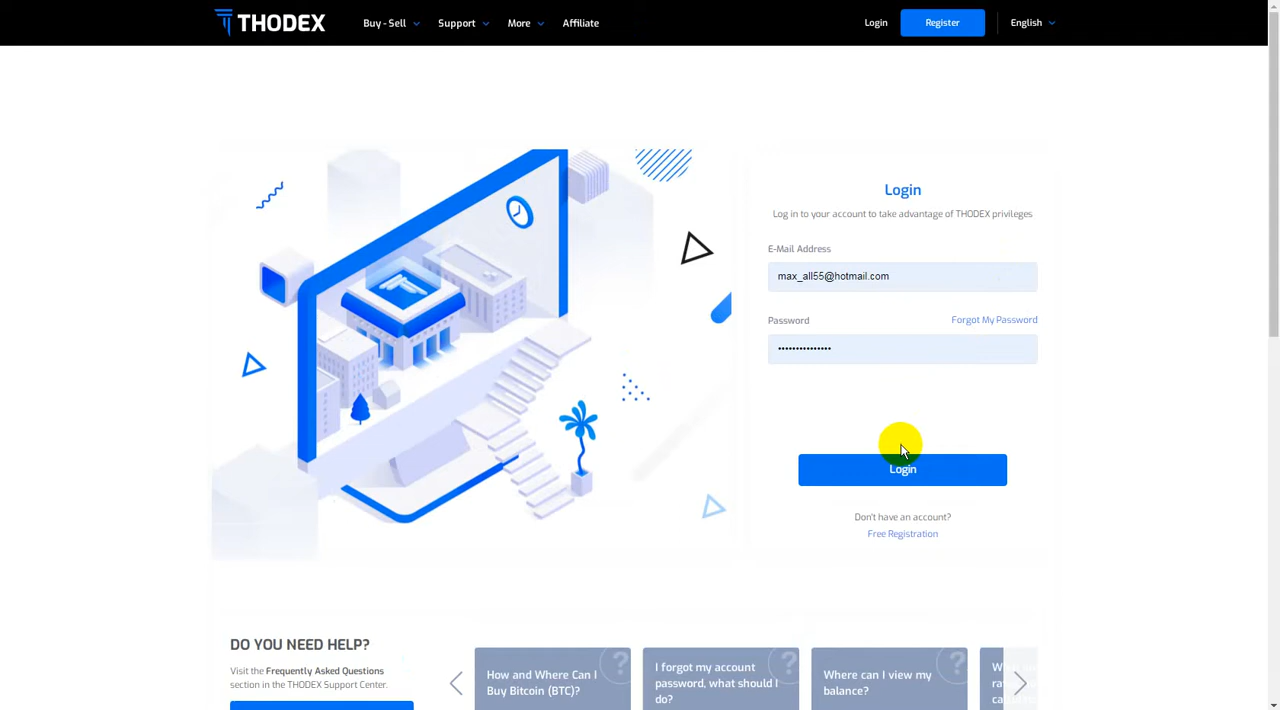 THODEX
Buy - Sell
Support
More
Affiliate
Login
Register
English
Login
Log in to your account to take advantage of THODEX privileges
E-Mail Address
max_all55@hotmail.com
Password
Forgot My Password
•••••••••••••••
Login
Don't have an account?
Free Registration
DO YOU NEED HELP?
Visit the Frequently Asked Questions
section in the THODEX Support Center.
How and Where Can I
Buy Bitcoin (BTC)?
I forgot my account
password, what should I
do?
Where can I view my
balance?